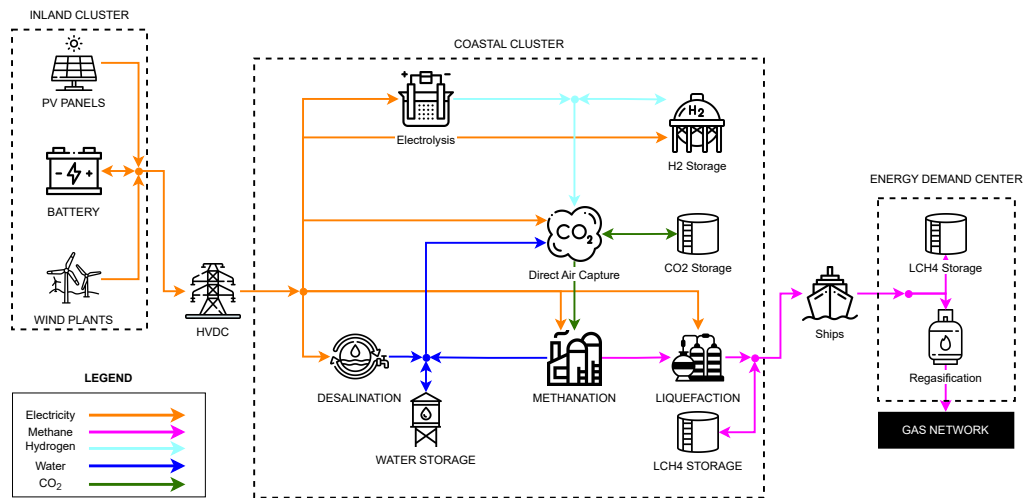 INLAND CLUSTER
PV PANELS
BATTERY
WIND PLANTS
HVDC
COASTAL CLUSTER
+ −
Electrolysis
H2
H2 Storage
CO2
Direct Air Capture
CO2 Storage
DESALINATION
WATER STORAGE
METHANATION
LIQUEFACTION
LCH4 STORAGE
Ships
ENERGY DEMAND CENTER
LCH4 Storage
Regasification
GAS NETWORK
LEGEND
Electricity
Methane
Hydrogen
Water
CO₂